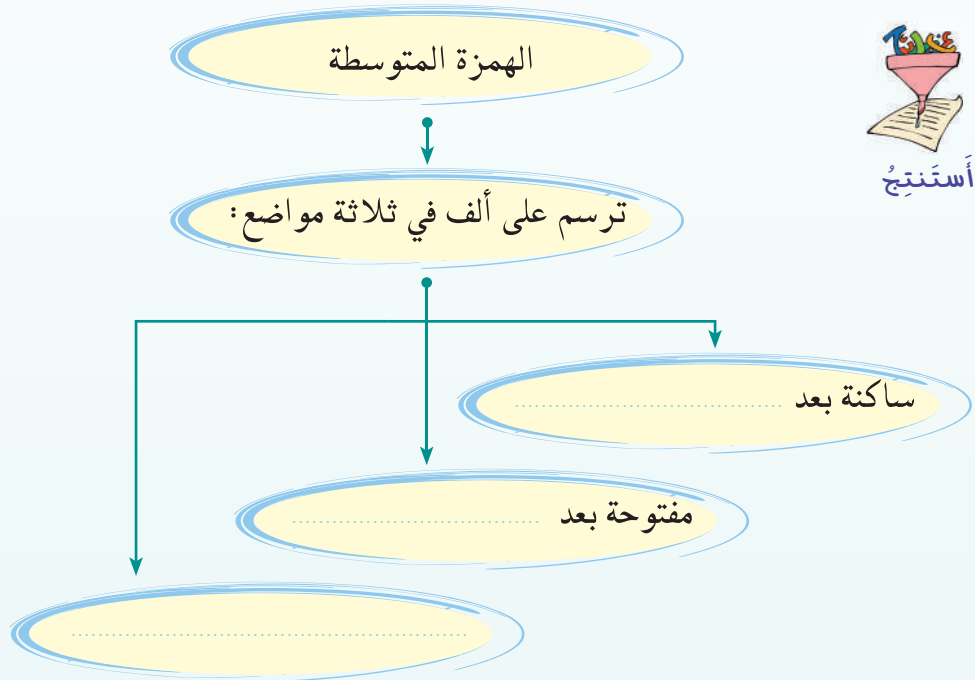 الهمزة المتوسطة
أَستَنتِجُ
ترسم على ألف في ثلاثة مواضع:
ساكنة بعد ........................................
مفتوحة بعد ........................................
............................................................